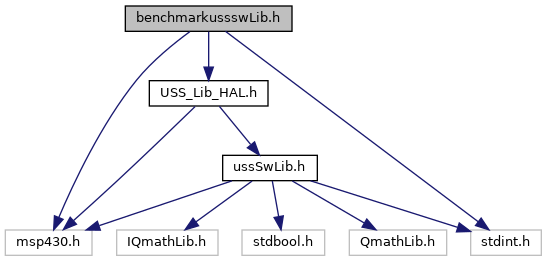 benchmarkussswLib.h
USS_Lib_HAL.h
ussSwLib.h
msp430.h
IQmathLib.h
stdbool.h
QmathLib.h
stdint.h